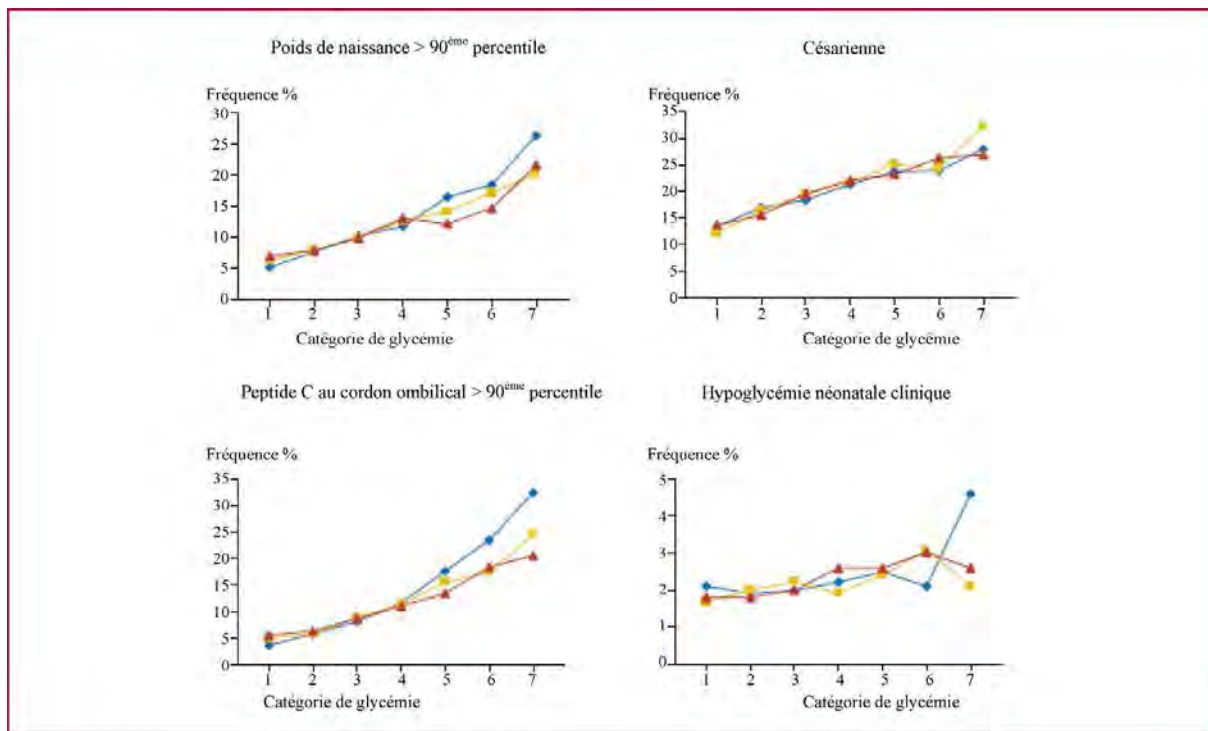 Poids de naissance > 90ème percentile
Fréquence %
30
25
20
15
10
5
0
1 2 3 4 5 6 7
Catégorie de glycémie
Césarienne
Fréquence %
35
30
25
20
15
10
5
0
1 2 3 4 5 6 7
Catégorie de glycémie
Peptide C au cordon ombilical > 90ème percentile
Fréquence %
35
30
25
20
15
10
5
0
1 2 3 4 5 6 7
Catégorie de glycémie
Hypoglycémie néonatale clinique
Fréquence %
5
4
3
2
1
0
1 2 3 4 5 6 7
Catégorie de glycémie